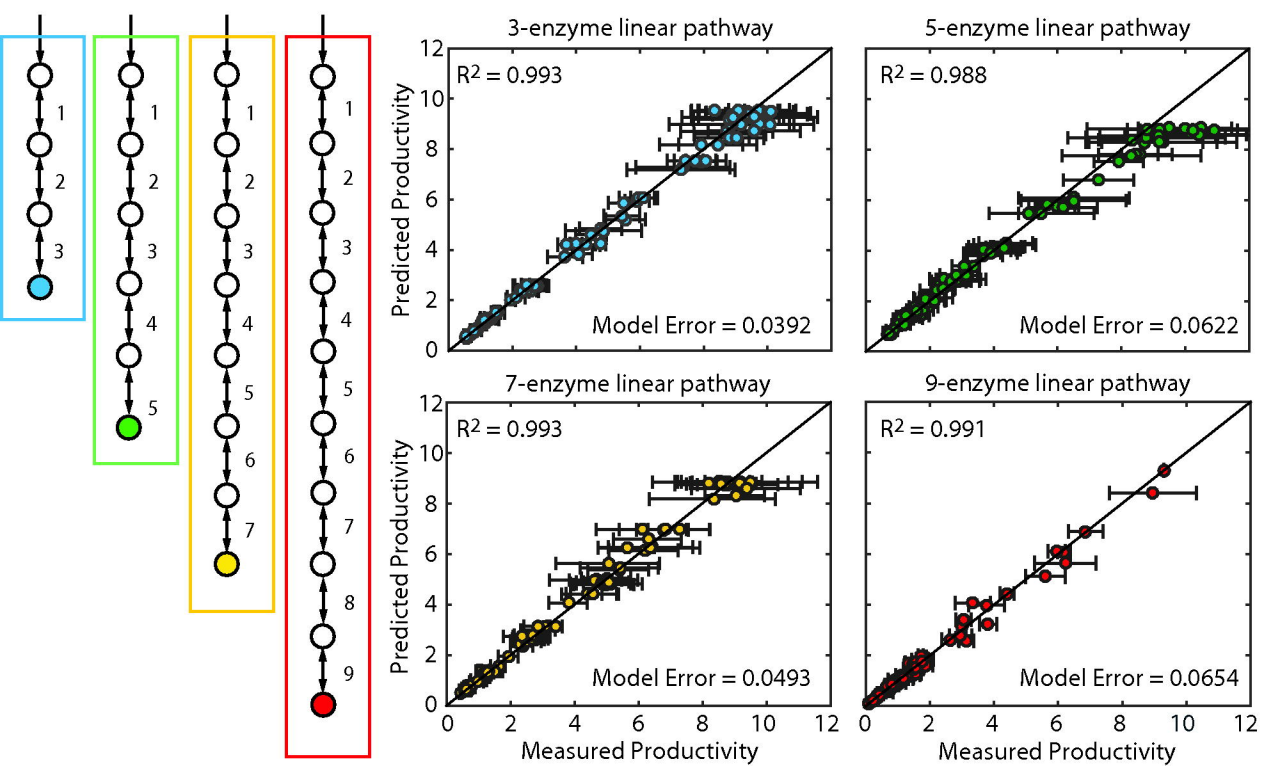 1
2
3
1
2
3
4
5
1
2
3
4
5
6
7
1
2
3
4
5
6
7
8
9
3-enzyme linear pathway
R² = 0.993
Model Error = 0.0392
Predicted Productivity
12
10
8
6
4
2
0
5-enzyme linear pathway
R² = 0.988
Model Error = 0.0622
7-enzyme linear pathway
R² = 0.993
Model Error = 0.0493
Predicted Productivity
12
10
8
6
4
2
0
0 2 4 6 8 10 12
Measured Productivity
9-enzyme linear pathway
R² = 0.991
Model Error = 0.0654
0 2 4 6 8 10 12
Measured Productivity